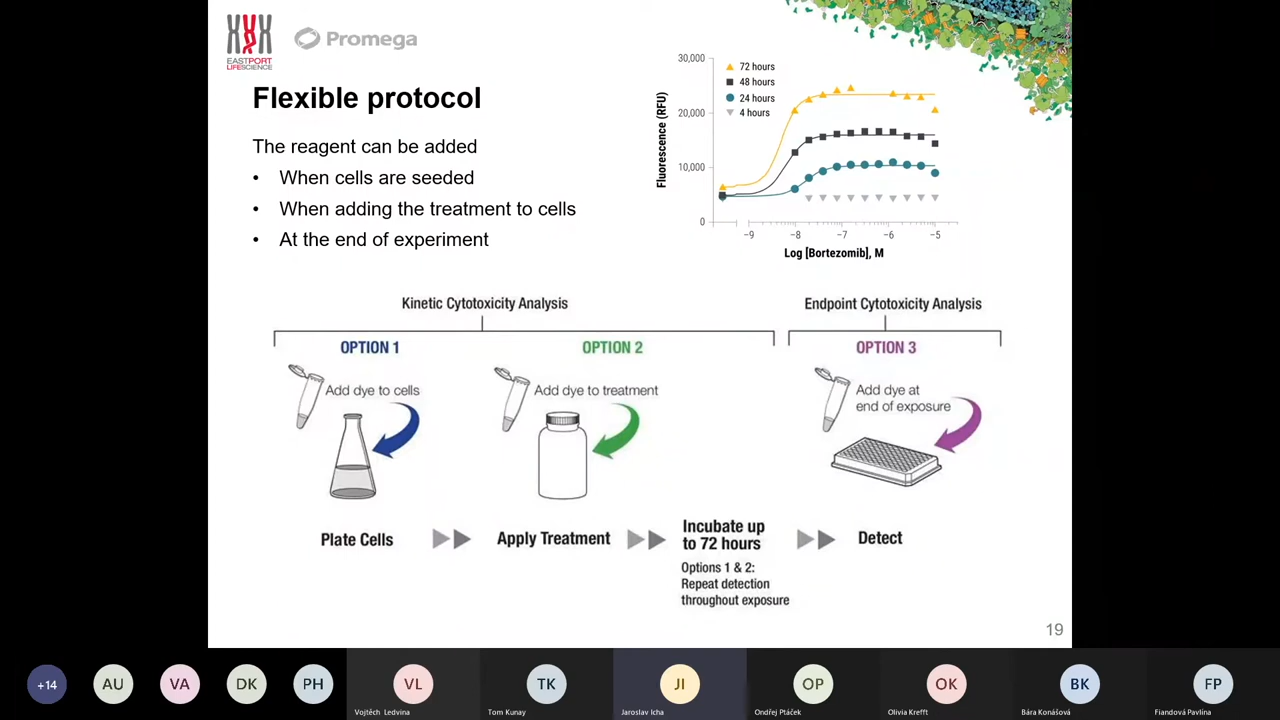 EASTPORT
LIFESCIENCE
Promega
Flexible protocol
The reagent can be added
• When cells are seeded
• When adding the treatment to cells
• At the end of experiment
30,000
20,000
10,000
0
Fluorescence (RFU)
72 hours
48 hours
24 hours
4 hours
−9 −8 −7 −6 −5
Log [Bortezomib], M
Kinetic Cytotoxicity Analysis
Endpoint Cytotoxicity Analysis
OPTION 1
OPTION 2
OPTION 3
Add dye to cells
Add dye to treatment
Add dye at
end of exposure
Plate Cells
Apply Treatment
Incubate up
to 72 hours
Options 1 & 2:
Repeat detection
throughout exposure
Detect
19
+14
AU
VA
DK
PH
VL
Vojtěch Ledvina
TK
Tom Kunay
JI
Jaroslav Icha
OP
Ondřej Ptáček
OK
Olivia Krefft
BK
Bára Konášová
FP
Fiandová Pavlína